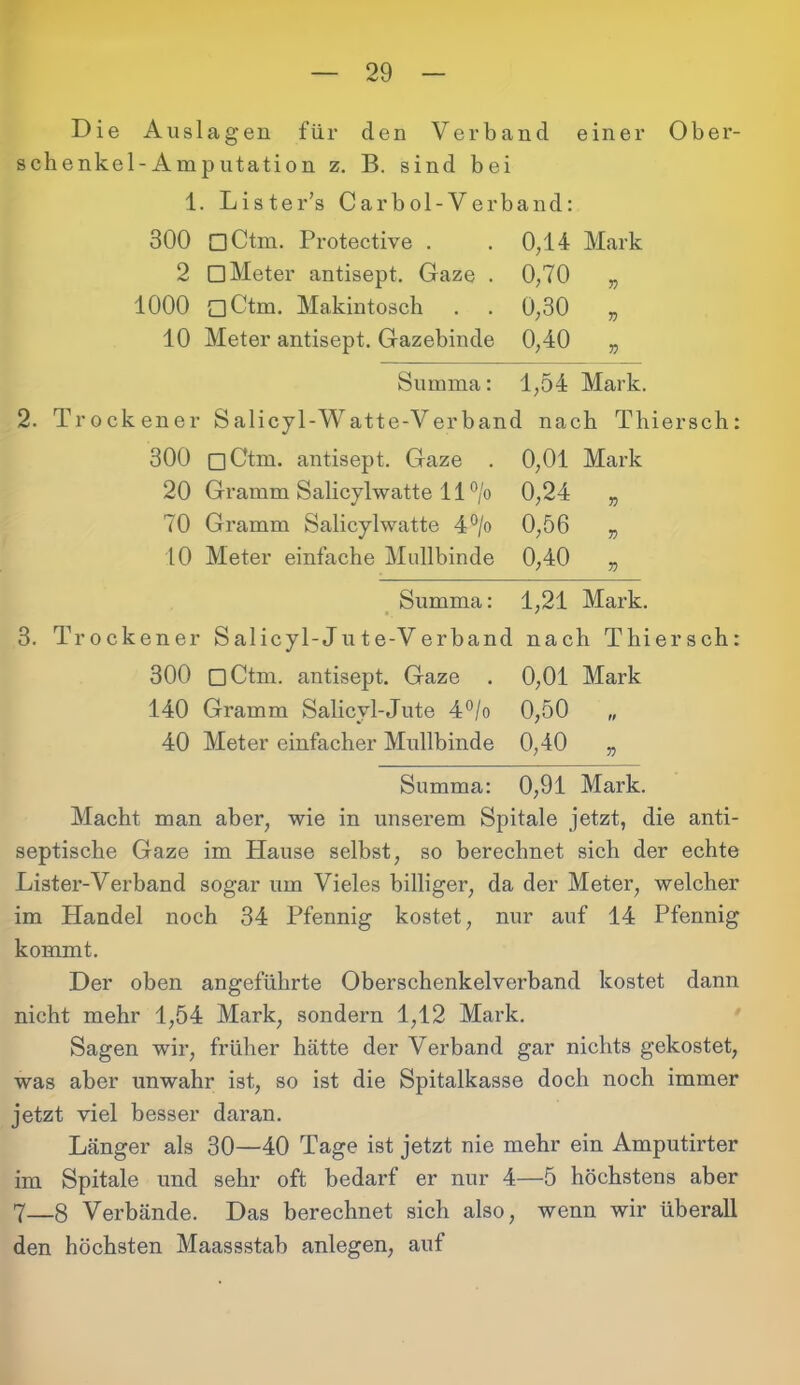 — 29 —
Die Auslagen für den Verband einer Ober-
schenkel-Amputation z. B. sind bei
1. Lister's Carbol-Verband:
300 □Ctm. Protective . . 0,14 Mark
2 □Meter antisept. Gaze . 0,70 „
1000 □Ctm. Makintosch . . 0,30 „
10 Meter antisept. Gazebinde 0,40 „
Summa: 1,54 Mark.
2. Trockener Salicyl-Watte-Verband nach Thiersch:
300 □Ctm. antisept. Gaze . 0,01 Mark
20 Gramm Salicylwatte 11 % 0,24 „
70 Gramm Salicylwatte 4% 0,56 „
10 Meter einfache Mullbinde 0,40 „
Summa: 1,21 Mark.
3. Trockener Salicyl-Jute-Verband nach Thiersch:
300 □Ctm. antisept. Gaze . 0,01 Mark
140 Gramm Salicyl-Jute 4% 0,50 „
40 Meter einfacher Mullbinde 0,40 „
Summa: 0,91 Mark.
Macht man aber, wie in unserem Spitale jetzt, die anti-
septische Gaze im Hause selbst, so berechnet sich der echte
Lister-Verband sogar um Vieles billiger, da der Meter, welcher
im Handel noch 34 Pfennig kostet, nur auf 14 Pfennig
kommt.
Der oben angeführte Oberschenkelverband kostet dann
nicht mehr 1,54 Mark, sondern 1,12 Mark.
Sagen wir, früher hätte der Verband gar nichts gekostet,
was aber unwahr ist, so ist die Spitalkasse doch noch immer
jetzt viel besser daran.
Länger als 30—40 Tage ist jetzt nie mehr ein Amputirter
im Spitale und sehr oft bedarf er nur 4—5 höchstens aber
7—8 Verbände. Das berechnet sich also, wenn wir überall
den höchsten Maassstab anlegen, auf